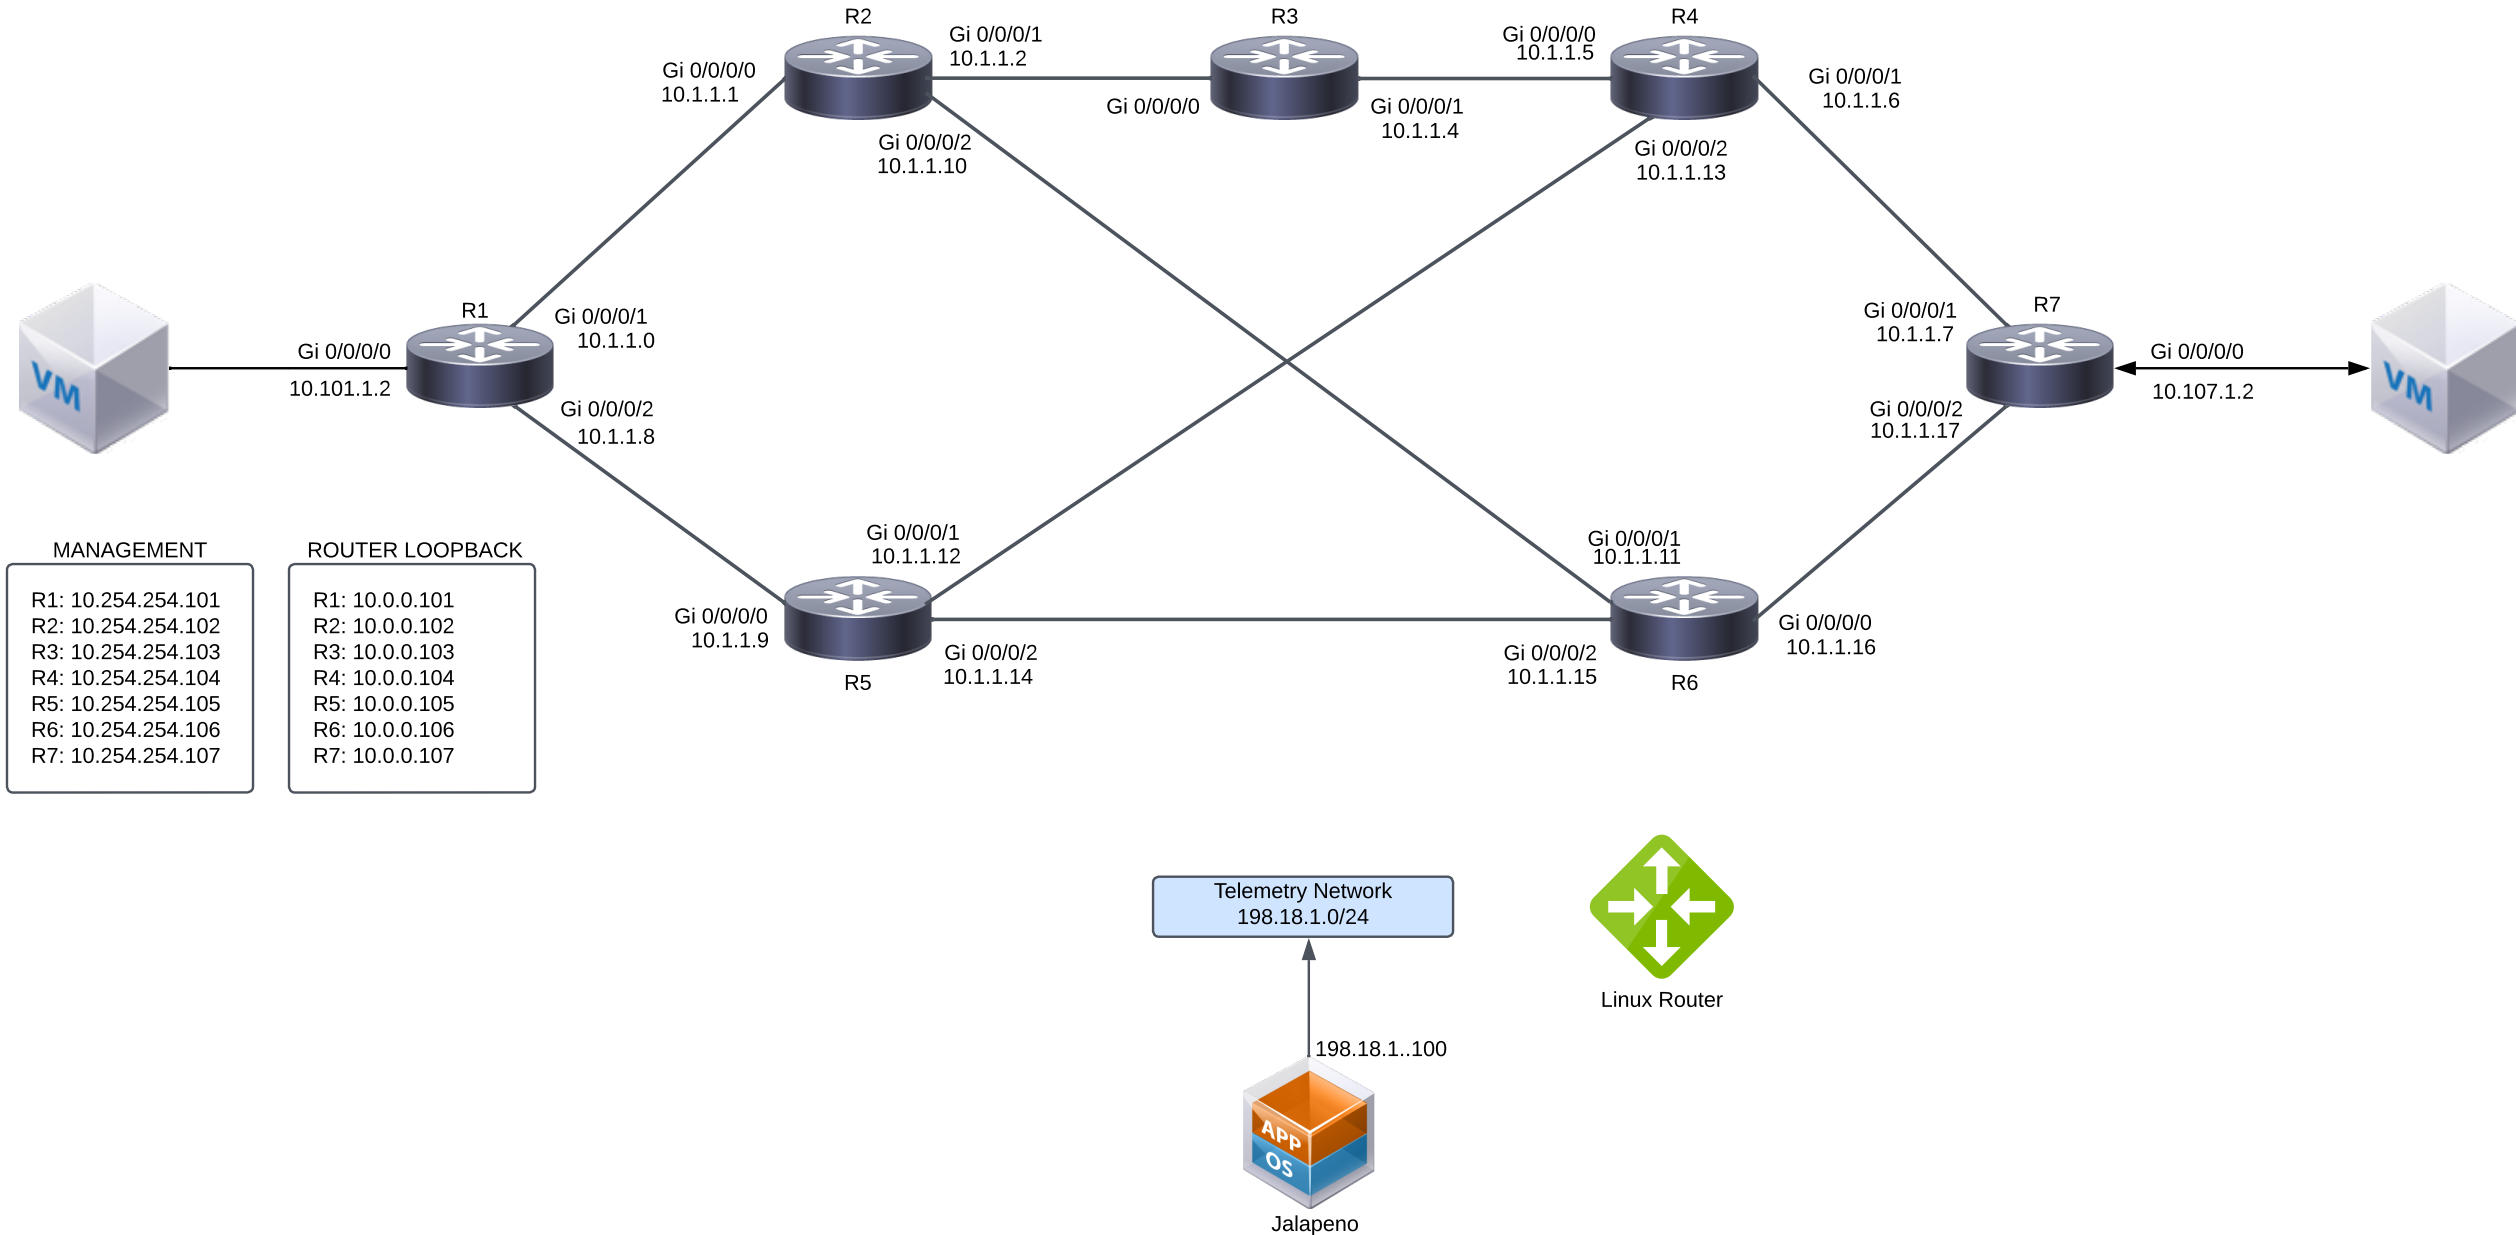 R2
R3
R4
Gi 0/0/0/1
10.1.1.2
Gi 0/0/0/0
10.1.1.5
Gi 0/0/0/0
10.1.1.1
Gi 0/0/0/1
10.1.1.6
Gi 0/0/0/0
Gi 0/0/0/1
10.1.1.4
Gi 0/0/0/2
10.1.1.10
Gi 0/0/0/2
10.1.1.13
R1
Gi 0/0/0/1
10.1.1.0
Gi 0/0/0/1
10.1.1.7
R7
VM
Gi 0/0/0/0
10.101.1.2
Gi 0/0/0/0
10.107.1.2
VM
Gi 0/0/0/2
10.1.1.8
Gi 0/0/0/2
10.1.1.17
Gi 0/0/0/1
10.1.1.12
Gi 0/0/0/1
10.1.1.11
Gi 0/0/0/0
10.1.1.9
Gi 0/0/0/2
10.1.1.14
Gi 0/0/0/2
10.1.1.15
Gi 0/0/0/0
10.1.1.16
R5
R6
MANAGEMENT
R1: 10.254.254.101
R2: 10.254.254.102
R3: 10.254.254.103
R4: 10.254.254.104
R5: 10.254.254.105
R6: 10.254.254.106
R7: 10.254.254.107
ROUTER LOOPBACK
R1: 10.0.0.101
R2: 10.0.0.102
R3: 10.0.0.103
R4: 10.0.0.104
R5: 10.0.0.105
R6: 10.0.0.106
R7: 10.0.0.107
Telemetry Network
198.18.1.0/24
Linux Router
198.18.1..100
APP
OS
Jalapeno